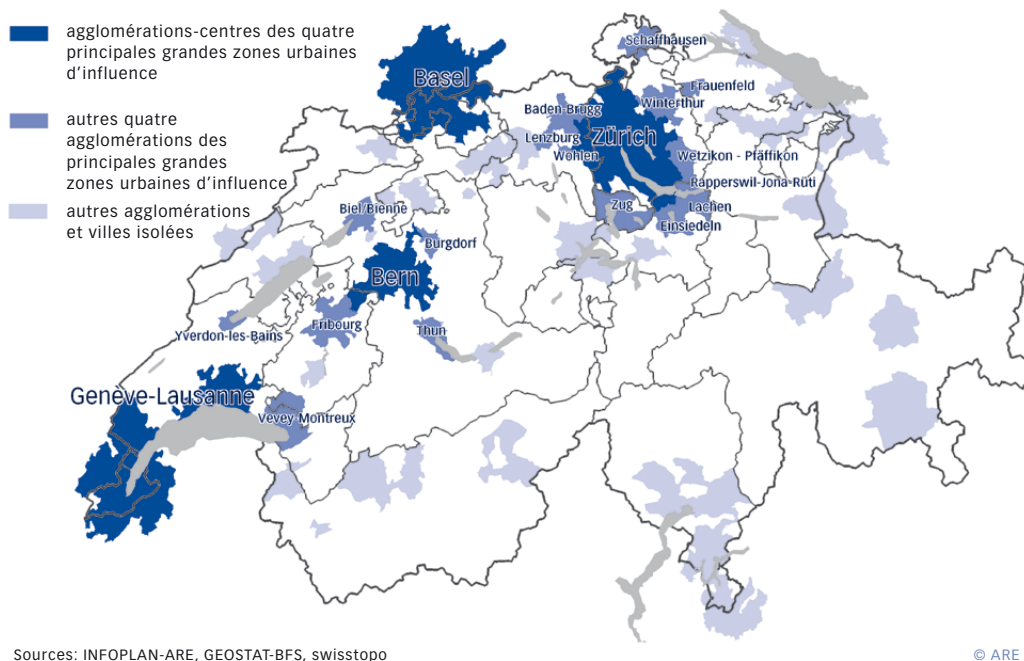 agglomérations-centres des quatre
principales grandes zones urbaines
d'influence
autres quatre
agglomérations des
principales grandes
zones urbaines d'influence
autres agglomérations
et villes isolées
Schaffhausen
Basel
Frauenfeld
Winterthur
Baden-Brugg
Zürich
Lenzburg
Wohlen
Wetzikon - Pfäffikon
Rapperswil-Jona-Rüti
Zug
Lachen
Einsiedeln
Biel/Bienne
Burgdorf
Bern
Fribourg
Thun
Yverdon-les-Bains
Genève-Lausanne
Vevey Montreux
Sources: INFOPLAN-ARE, GEOSTAT-BFS, swisstopo
© ARE